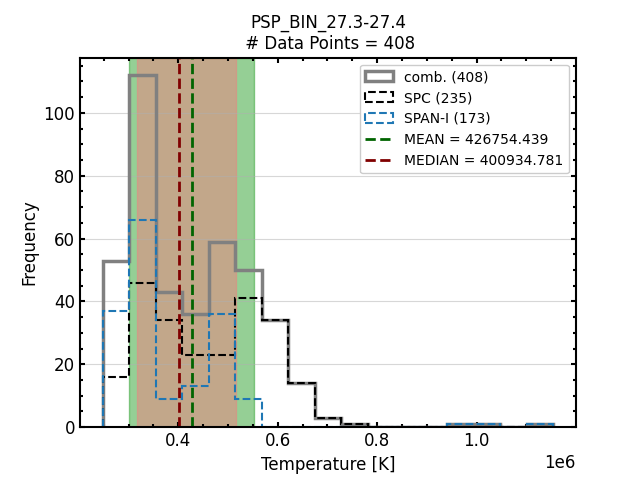 PSP_BIN_27.3-27.4
# Data Points = 408
comb. (408)
SPC (235)
SPAN-I (173)
MEAN = 426754.439
MEDIAN = 400934.781
Frequency
100
80
60
40
20
0
0.4 0.6 0.8 1.0
1e6
Temperature [K]